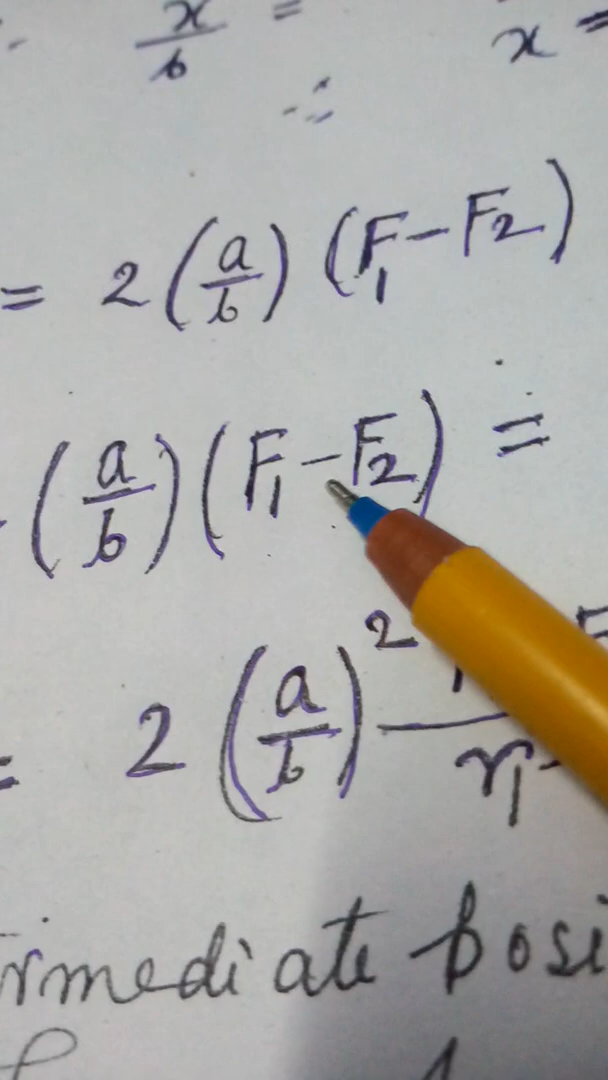 x/b = x =
∴
= 2 (a/b) (F₁ - F₂)
(a/b) (F₁ - F₂) =
= 2 (a/b)² r₁-
rmediate posi